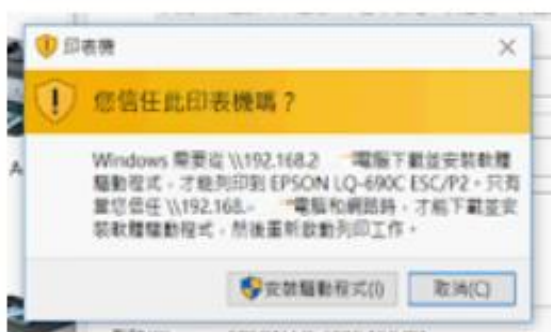 印表機
您信任此印表機嗎？
Windows 需要從 \\192.168.2 電腦下載並安裝軟體
驅動程式，才能列印到 EPSON LQ-690C ESC/P2。只有
當您信任 \\192.168.- 電腦和網路時，才能下載並安
裝軟體驅動程式，然後重新啟動列印工作。
安裝驅動程式(I)
取消(C)